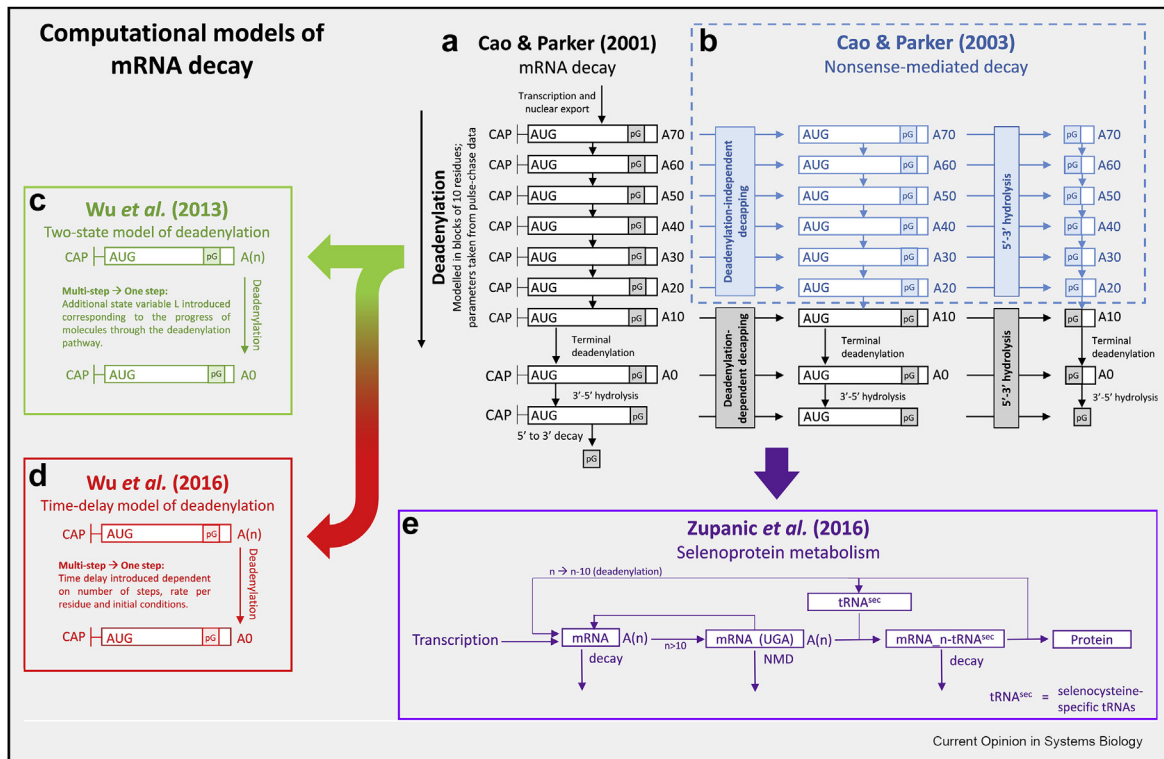 Computational models of
mRNA decay
a
Cao & Parker (2001)
mRNA decay
Transcription and
nuclear export
Deadenylation
Modelled in blocks of 10 residues;
parameters taken from pulse-chase data
CAP AUG pG A70
CAP AUG pG A60
CAP AUG pG A50
CAP AUG pG A40
CAP AUG pG A30
CAP AUG pG A20
CAP AUG pG A10
Terminal
deadenylation
CAP AUG pG A0
3'-5' hydrolysis
CAP AUG pG
5' to 3' decay
pG
b
Cao & Parker (2003)
Nonsense-mediated decay
Deadenylation-independent
decapping
Deadenylation-
dependent decapping
AUG pG A70
AUG pG A60
AUG pG A50
AUG pG A40
AUG pG A30
AUG pG A20
AUG pG A10
Terminal
deadenylation
AUG pG A0
3'-5' hydrolysis
AUG pG
5'-3' hydrolysis
5'-3' hydrolysis
pG A70
pG A60
pG A50
pG A40
pG A30
pG A20
pG A10
Terminal
deadenylation
pG A0
3'-5' hydrolysis
pG
c
Wu et al. (2013)
Two-state model of deadenylation
CAP AUG pG A(n)
Multi-step → One step:
Additional state variable L introduced
corresponding to the progress of
molecules through the deadenylation
pathway.
Deadenylation
CAP AUG pG A0
d
Wu et al. (2016)
Time-delay model of deadenylation
CAP AUG pG A(n)
Multi-step → One step:
Time delay introduced dependent
on number of steps, rate per
residue and initial conditions.
Deadenylation
CAP AUG pG A0
e
Zupanic et al. (2016)
Selenoprotein metabolism
n → n-10 (deadenylation)
tRNAsec
Transcription mRNA A(n) n>10 mRNA (UGA) A(n) mRNA_n-tRNAsec Protein
decay NMD decay
tRNAsec = selenocysteine-
specific tRNAs
Current Opinion in Systems Biology